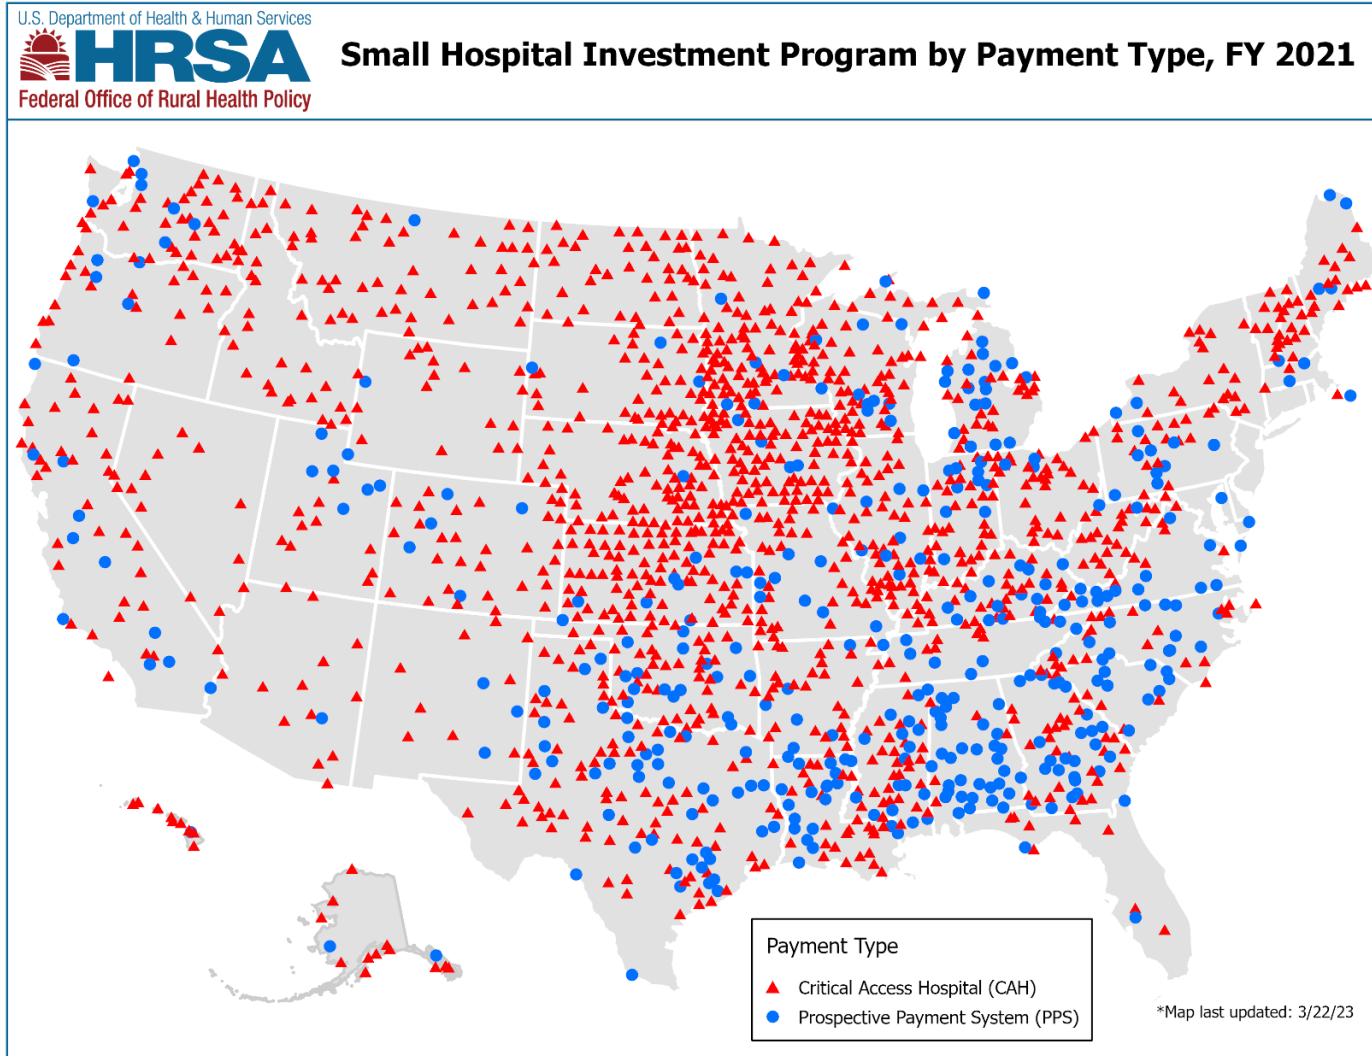 U.S. Department of Health & Human Services
HRSA
Federal Office of Rural Health Policy
Small Hospital Investment Program by Payment Type, FY 2021
Payment Type
Critical Access Hospital (CAH)
Prospective Payment System (PPS)
*Map last updated: 3/22/23